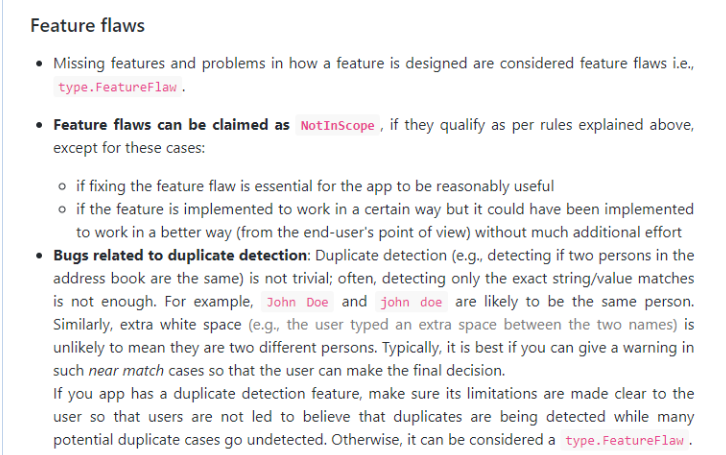 Feature flaws
• Missing features and problems in how a feature is designed are considered feature flaws i.e.,
type.FeatureFlaw .
• Feature flaws can be claimed as NotInScope , if they qualify as per rules explained above,
except for these cases:
○ if fixing the feature flaw is essential for the app to be reasonably useful
○ if the feature is implemented to work in a certain way but it could have been implemented
to work in a better way (from the end-user's point of view) without much additional effort
• Bugs related to duplicate detection: Duplicate detection (e.g., detecting if two persons in the
address book are the same) is not trivial; often, detecting only the exact string/value matches
is not enough. For example, John Doe and john doe are likely to be the same person.
Similarly, extra white space (e.g., the user typed an extra space between the two names) is
unlikely to mean they are two different persons. Typically, it is best if you can give a warning in
such near match cases so that the user can make the final decision.
If you app has a duplicate detection feature, make sure its limitations are made clear to the
user so that users are not led to believe that duplicates are being detected while many
potential duplicate cases go undetected. Otherwise, it can be considered a type.FeatureFlaw .